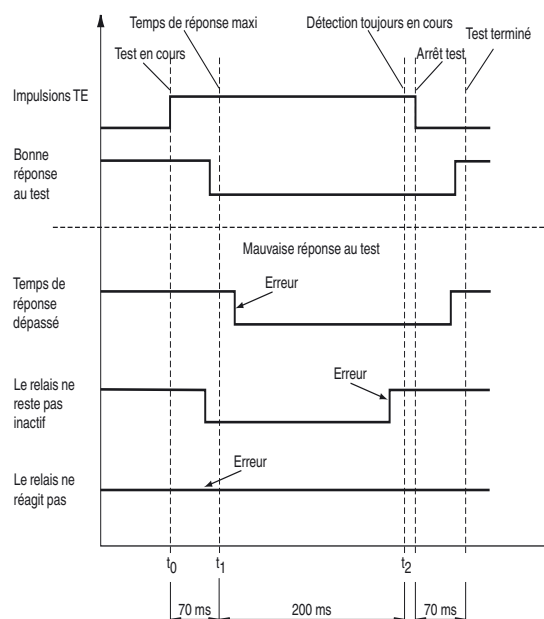 Temps de réponse maxi
Détection toujours en cours
Test terminé
Test en cours
Arrêt test
Impulsions TE
Bonne
réponse
au test
Mauvaise réponse au test
Temps de
réponse
dépassé
Erreur
Le relais ne
reste pas
inactif
Erreur
Le relais ne
réagit pas
Erreur
t0
t1
t2
70 ms
200 ms
70 ms